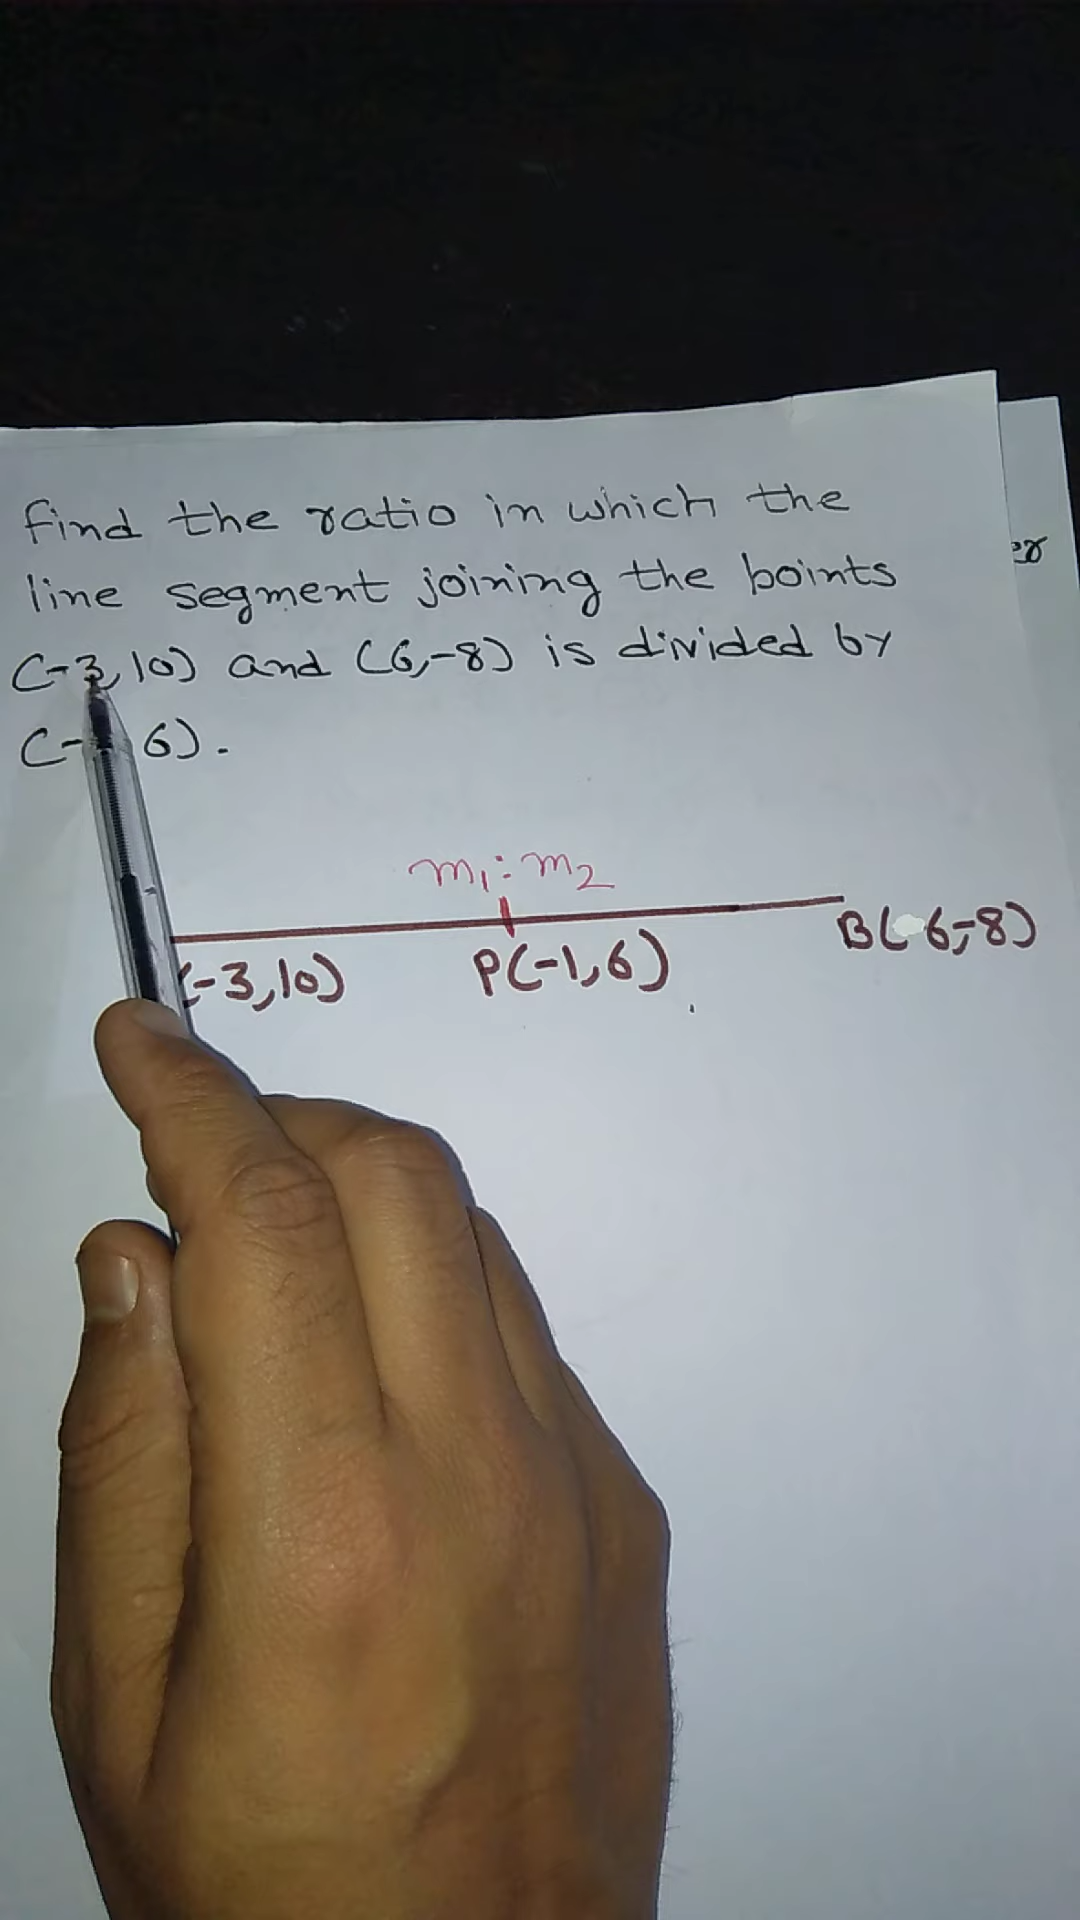 find the ratio in which the
line segment joining the points
(-3,10) and (6,-8) is divided by
(- 6).
m₁:m₂
(-3,10)
P(-1,6)
B(6,-8)
er